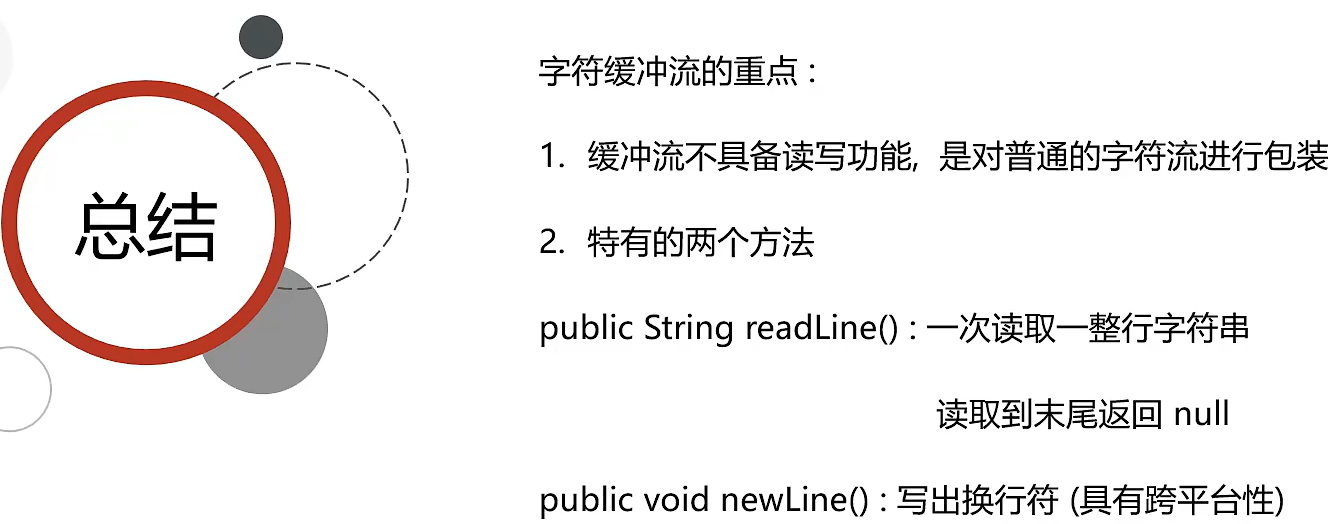 总结
字符缓冲流的重点：
1. 缓冲流不具备读写功能, 是对普通的字符流进行包装
2. 特有的两个方法
public String readLine() : 一次读取一整行字符串
读取到末尾返回 null
public void newLine() : 写出换行符 (具有跨平台性)